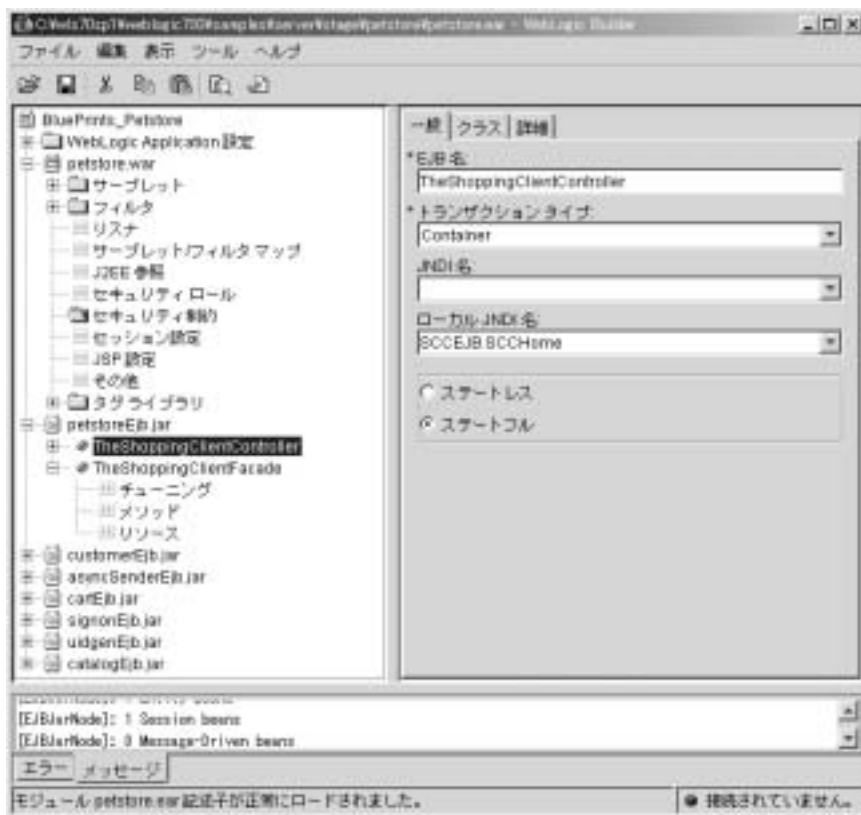 C:¥wls70sp1¥weblogic700¥samples¥server¥stage¥petstore¥petstore.ear - WebLogic Builder
ファイル 編集 表示 ツール ヘルプ
BluePrints_Petstore
WebLogic Application 設定
petstore.war
サーブレット
フィルタ
リスナ
サーブレット/フィルタ マップ
J2EE 参照
セキュリティ ロール
セキュリティ制約
セッション設定
JSP 設定
その他
タグ ライブラリ
petstoreEjb.jar
TheShoppingClientController
TheShoppingClientFacade
チューニング
メソッド
リソース
customerEjb.jar
asyncSenderEjb.jar
cartEjb.jar
signonEjb.jar
uidgenEjb.jar
catalogEjb.jar
一般 クラス 詳細
*EJB 名:
TheShoppingClientController
*トランザクション タイプ:
Container
JNDI 名:
ローカル JNDI 名:
SCCEJB.SCCHome
ステートレス
ステートフル
[EJBJarNode]: 1 Session beans
[EJBJarNode]: 0 Message-Driven beans
エラー メッセージ
モジュール petstore.ear 記述子が正常にロードされました。
接続されていません。